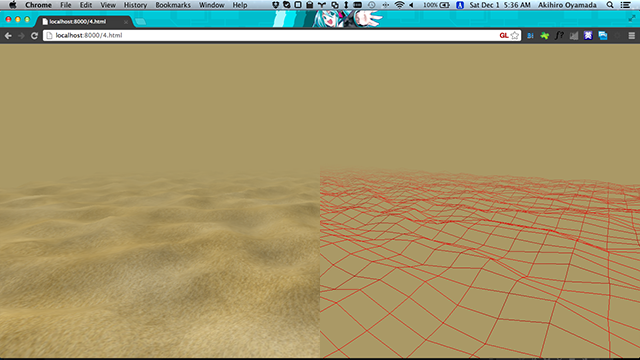 Chrome File Edit View History Bookmarks Window Help 100% A Sat Dec 1 5:36 AM Akihiro Oyamada
localhost:8000/4.html
localhost:8000/4.html GL B! f?